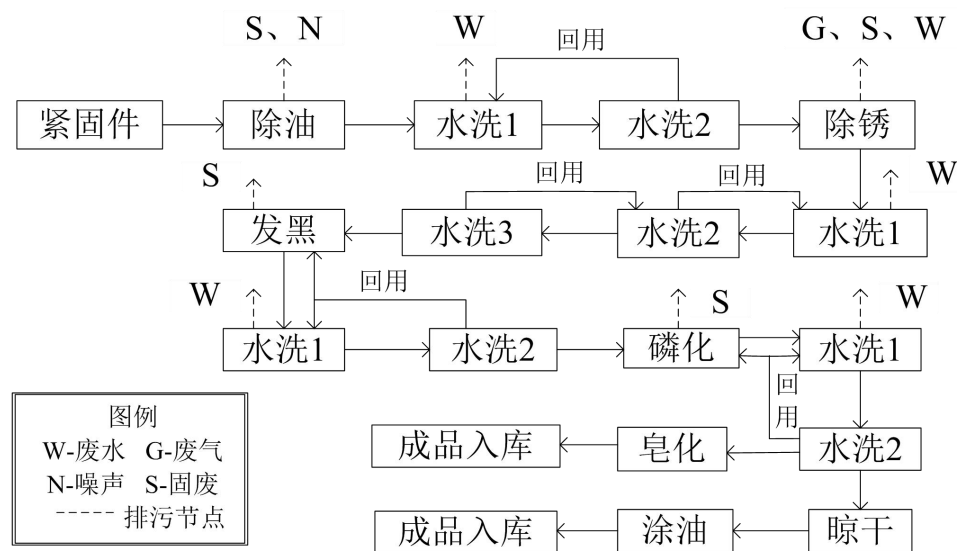 S、N
W
回用
G、S、W
紧固件
除油
水洗1
水洗2
除锈
S
回用
回用
W
发黑
水洗3
水洗2
水洗1
W
回用
S
W
水洗1
水洗2
磷化
水洗1
回用
图例
W-废水 G-废气
N-噪声 S-固废
排污节点
成品入库
皂化
水洗2
成品入库
涂油
晾干